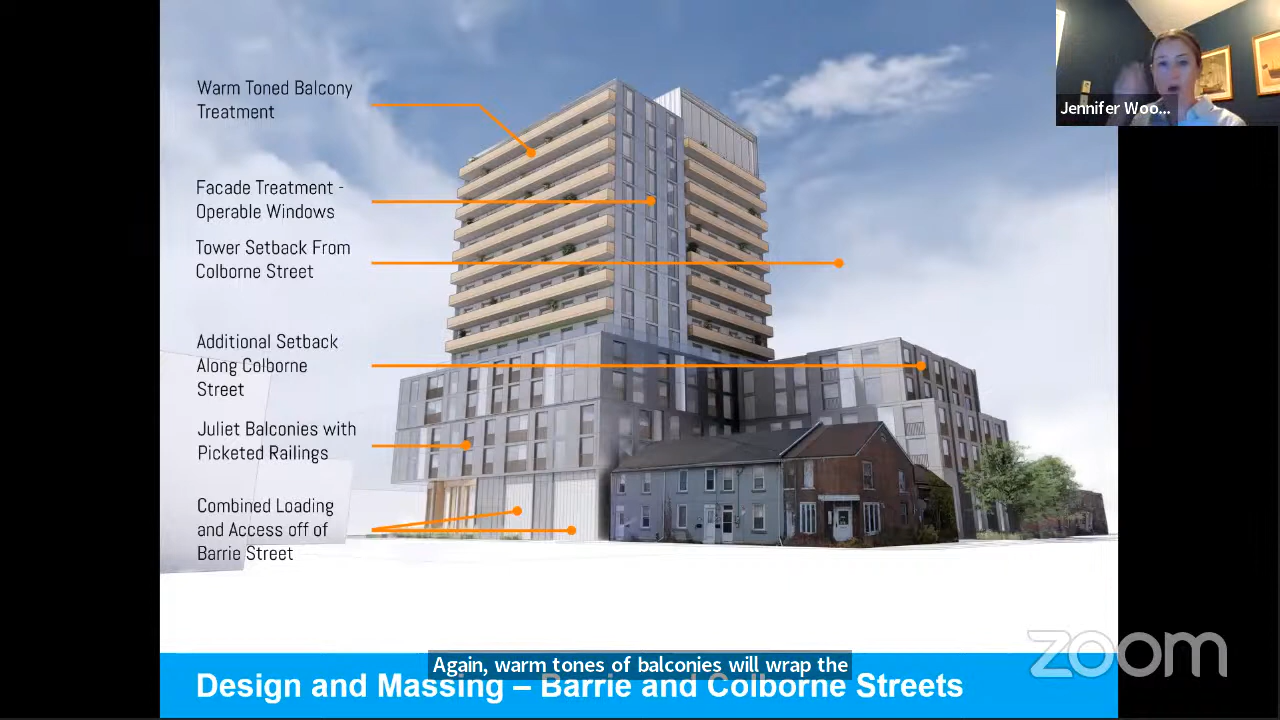 Warm Toned Balcony
Treatment
Facade Treatment -
Operable Windows
Tower Setback From
Colborne Street
Additional Setback
Along Colborne
Street
Juliet Balconies with
Picketed Railings
Combined Loading
and Access off of
Barrie Street
Jennifer Woo...
Again, warm tones of balconies will wrap the
Design and Massing – Barrie and Colborne Streets
zoom